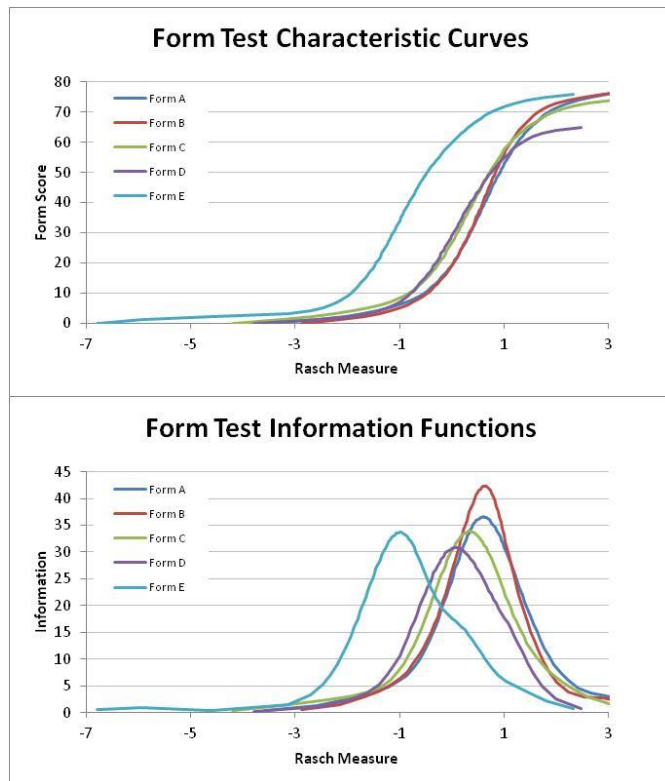 Form Test Characteristic Curves
80
70
60
50
40
30
20
10
0
Form Score
Form A
Form B
Form C
Form D
Form E
-7 -5 -3 -1 1 3
Rasch Measure
Form Test Information Functions
45
40
35
30
25
20
15
10
5
0
Information
Form A
Form B
Form C
Form D
Form E
-7 -5 -3 -1 1 3
Rasch Measure